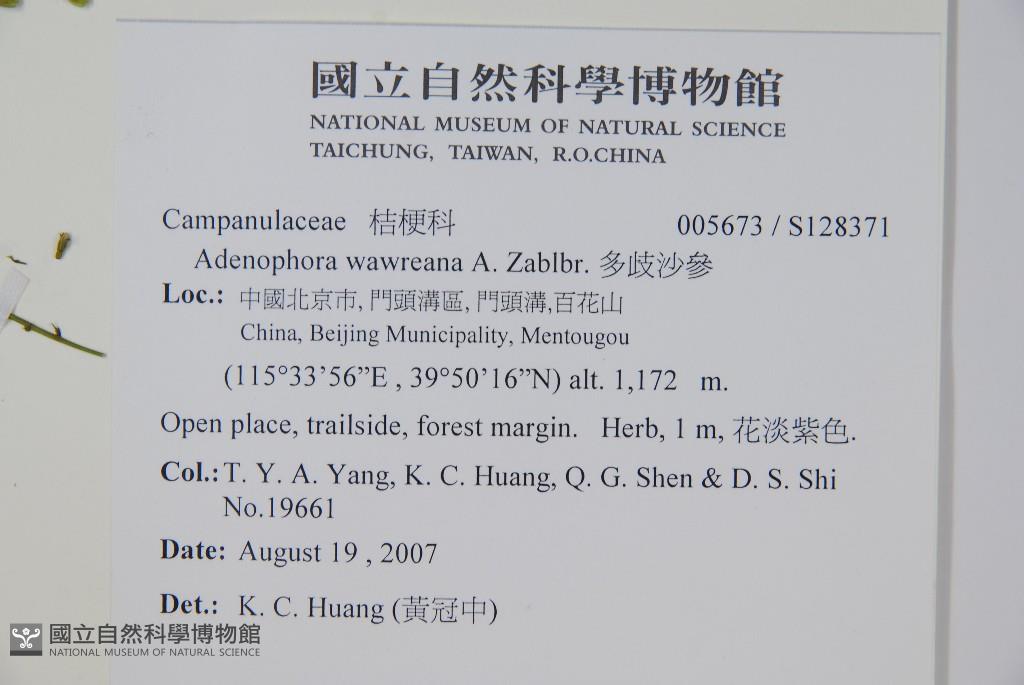 國立自然科學博物館
NATIONAL MUSEUM OF NATURAL SCIENCE
TAICHUNG, TAIWAN, R.O.CHINA
Campanulaceae 桔梗科 005673 / S128371
Adenophora wawreana A. Zablbr. 多歧沙參
Loc.: 中國北京市, 門頭溝區, 門頭溝,百花山
China, Beijing Municipality, Mentougou
(115°33’56”E , 39°50’16”N) alt. 1,172 m.
Open place, trailside, forest margin. Herb, 1 m, 花淡紫色.
Col.: T. Y. A. Yang, K. C. Huang, Q. G. Shen & D. S. Shi
No.19661
Date: August 19 , 2007
Det.: K. C. Huang (黃冠中)
國立自然科學博物館
NATIONAL MUSEUM OF NATURAL SCIENCE